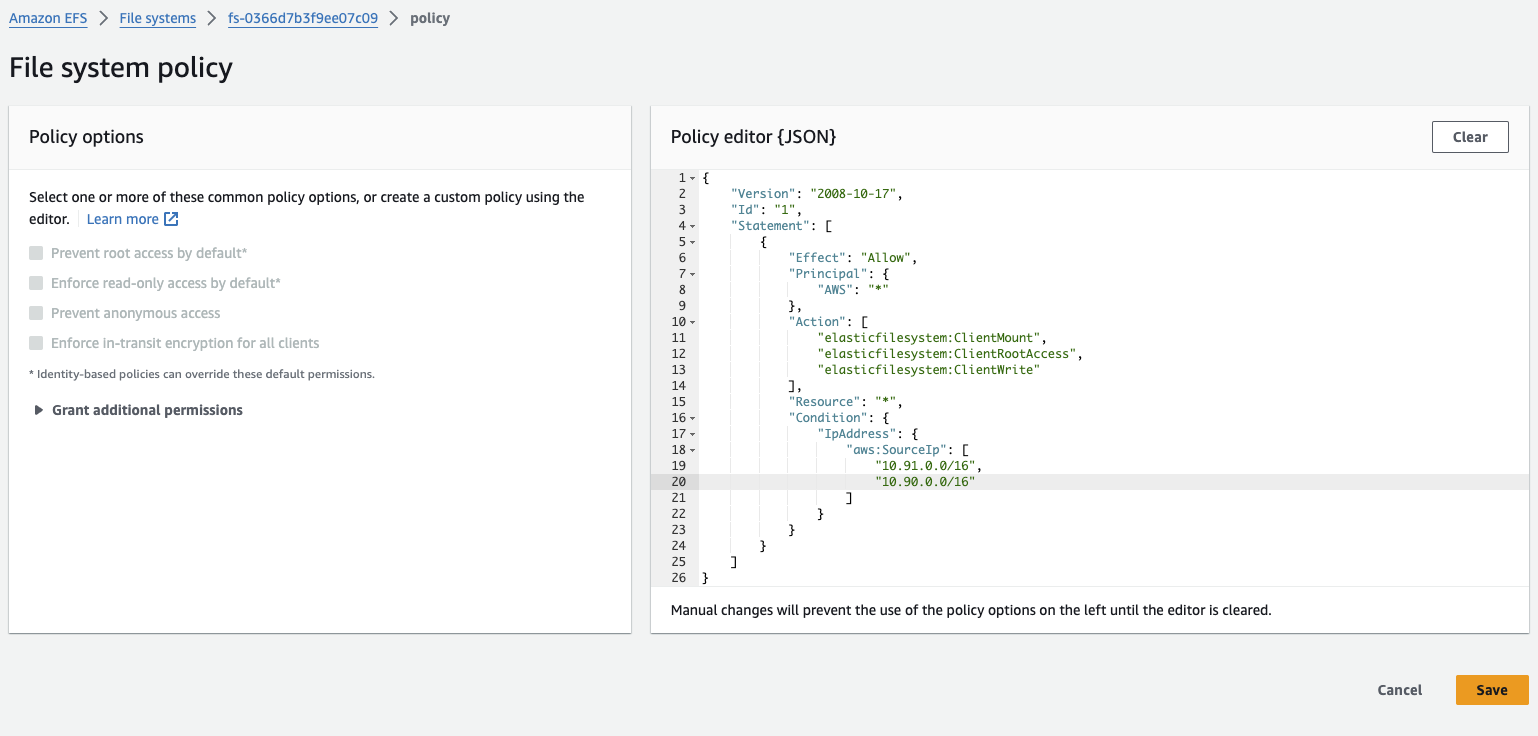 Amazon EFS > File systems > fs-0366d7b3f9ee07c09 > policy
File system policy
Policy options
Select one or more of these common policy options, or create a custom policy using the
editor. Learn more
Prevent root access by default*
Enforce read-only access by default*
Prevent anonymous access
Enforce in-transit encryption for all clients
* Identity-based policies can override these default permissions.
Grant additional permissions
Policy editor {JSON}
Clear
1 {
2     "Version": "2008-10-17",
3     "Id": "1",
4     "Statement": [
5         {
6             "Effect": "Allow",
7             "Principal": {
8                 "AWS": "*"
9             },
10             "Action": [
11                 "elasticfilesystem:ClientMount",
12                 "elasticfilesystem:ClientRootAccess",
13                 "elasticfilesystem:ClientWrite"
14             ],
15             "Resource": "*",
16             "Condition": {
17                 "IpAddress": {
18                     "aws:SourceIp": [
19                         "10.91.0.0/16",
20                         "10.90.0.0/16"
21                     ]
22                 }
23             }
24         }
25     ]
26 }
Manual changes will prevent the use of the policy options on the left until the editor is cleared.
Cancel
Save